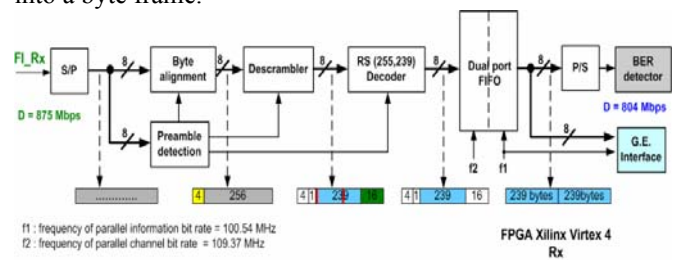 into a byte frame.
FI_Rx
S/P
8
Byte
alignment
8
Descrambler
8
RS (255,239)
Decoder
8
Dual port
FIFO
8
P/S
BER
detector
D = 875 Mbps
D = 804 Mbps
8
Preamble
detection
f2
f1
8
G.E.
Interface
.............
4 256
4 1 239 16
4 1 239 16
239 bytes 239bytes
f1 : frequency of parallel information bit rate = 100.54 MHz
f2 : frequency of parallel channel bit rate = 109.37 MHz
FPGA Xilinx Virtex 4
Rx